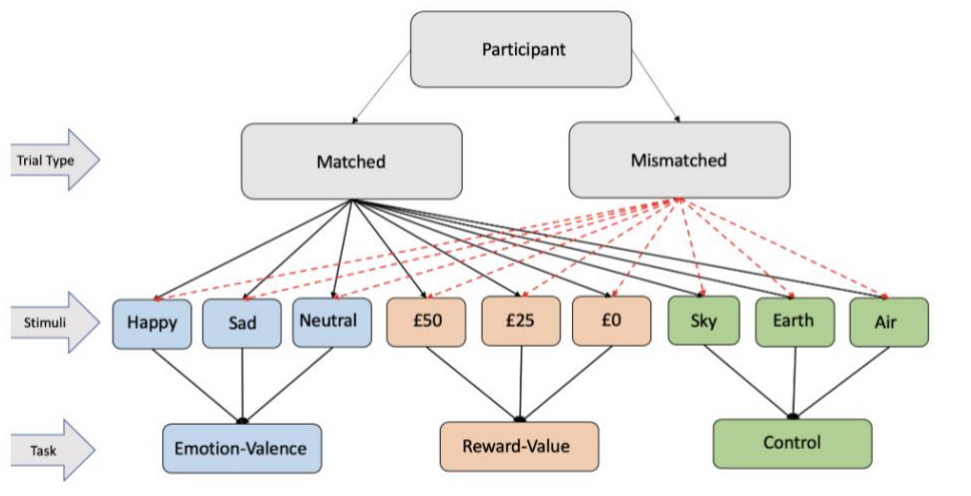 Participant
Trial Type
Matched
Mismatched
Stimuli
Happy
Sad
Neutral
£50
£25
£0
Sky
Earth
Air
Task
Emotion-Valence
Reward-Value
Control